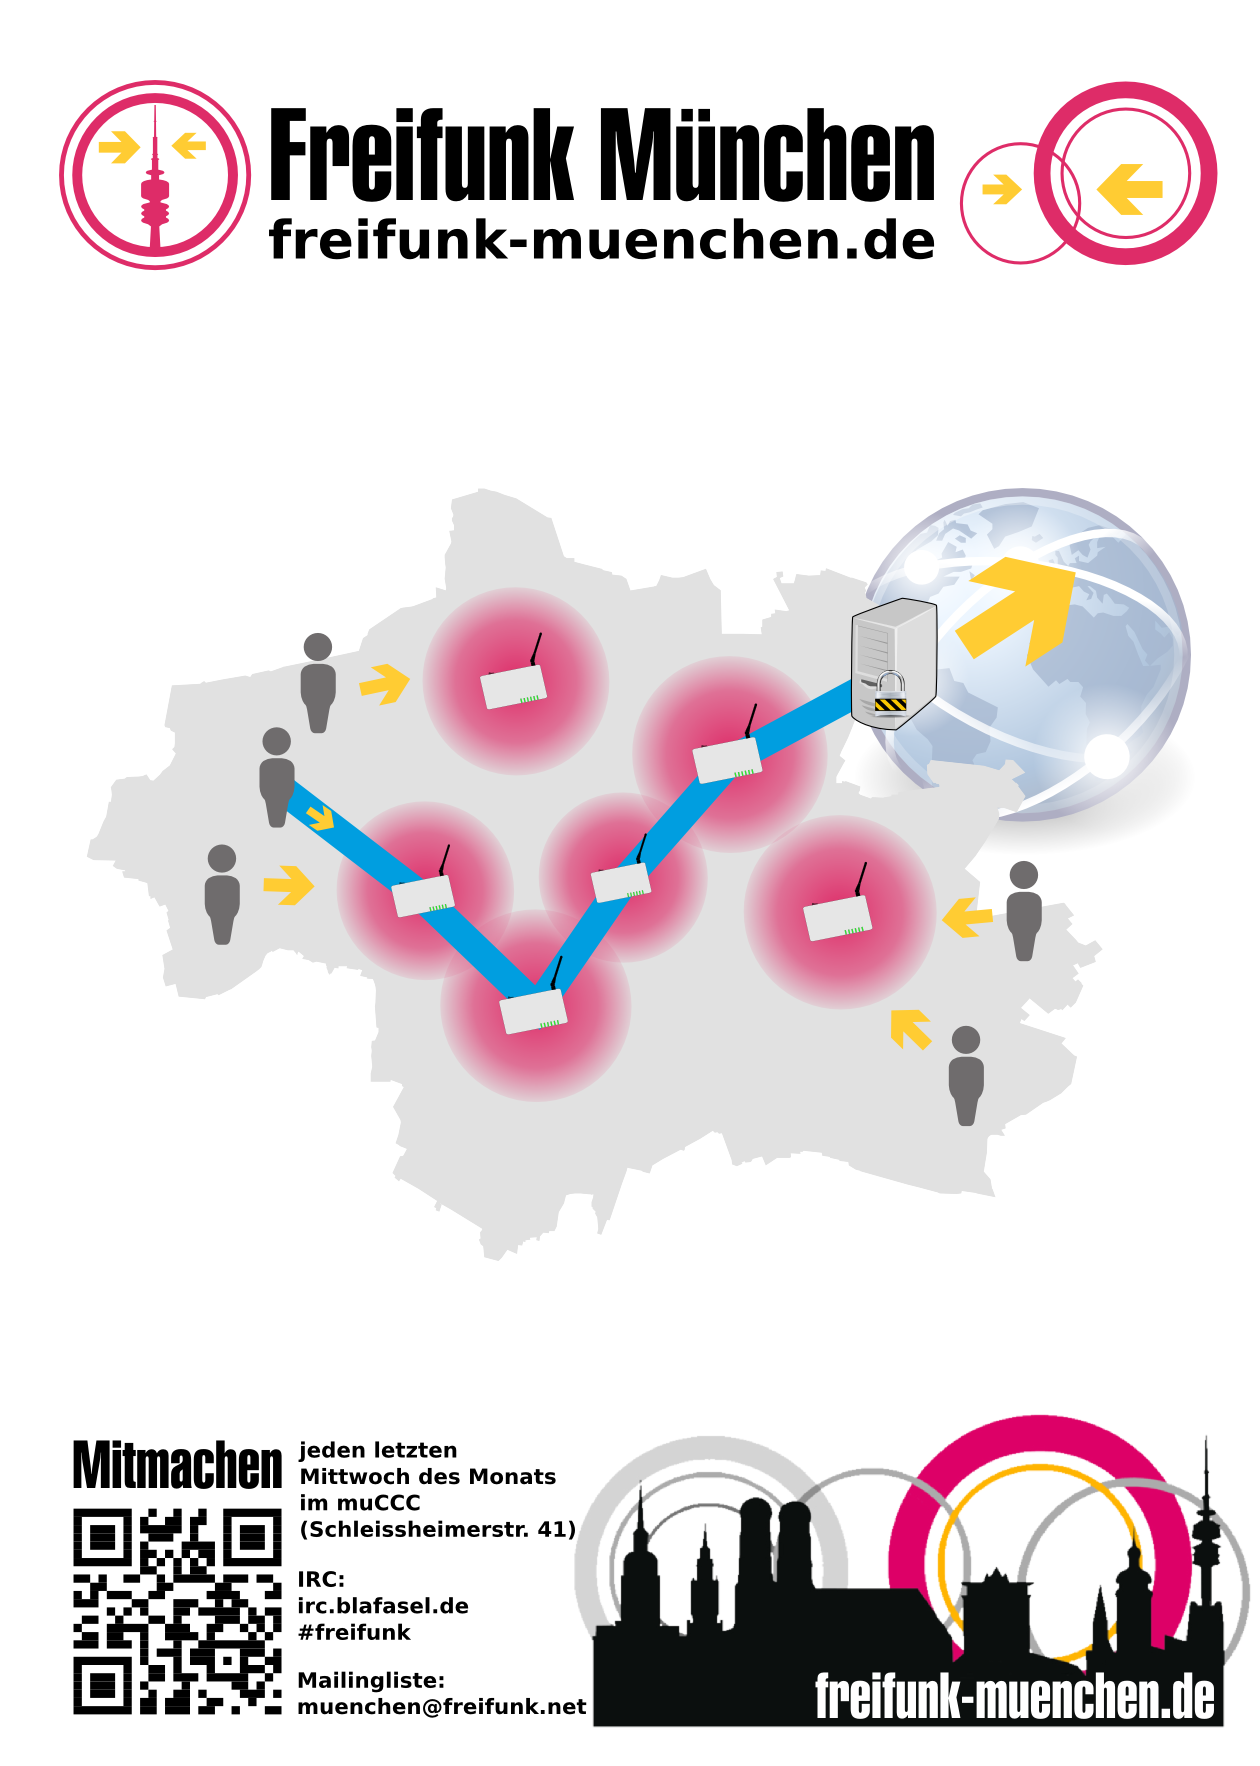 Freifunk München
freifunk-muenchen.de
Mitmachen
jeden letzten
Mittwoch des Monats
im muCCC
(Schleissheimerstr. 41)
IRC:
irc.blafasel.de
#freifunk
Mailingliste:
muenchen@freifunk.net
freifunk-muenchen.de